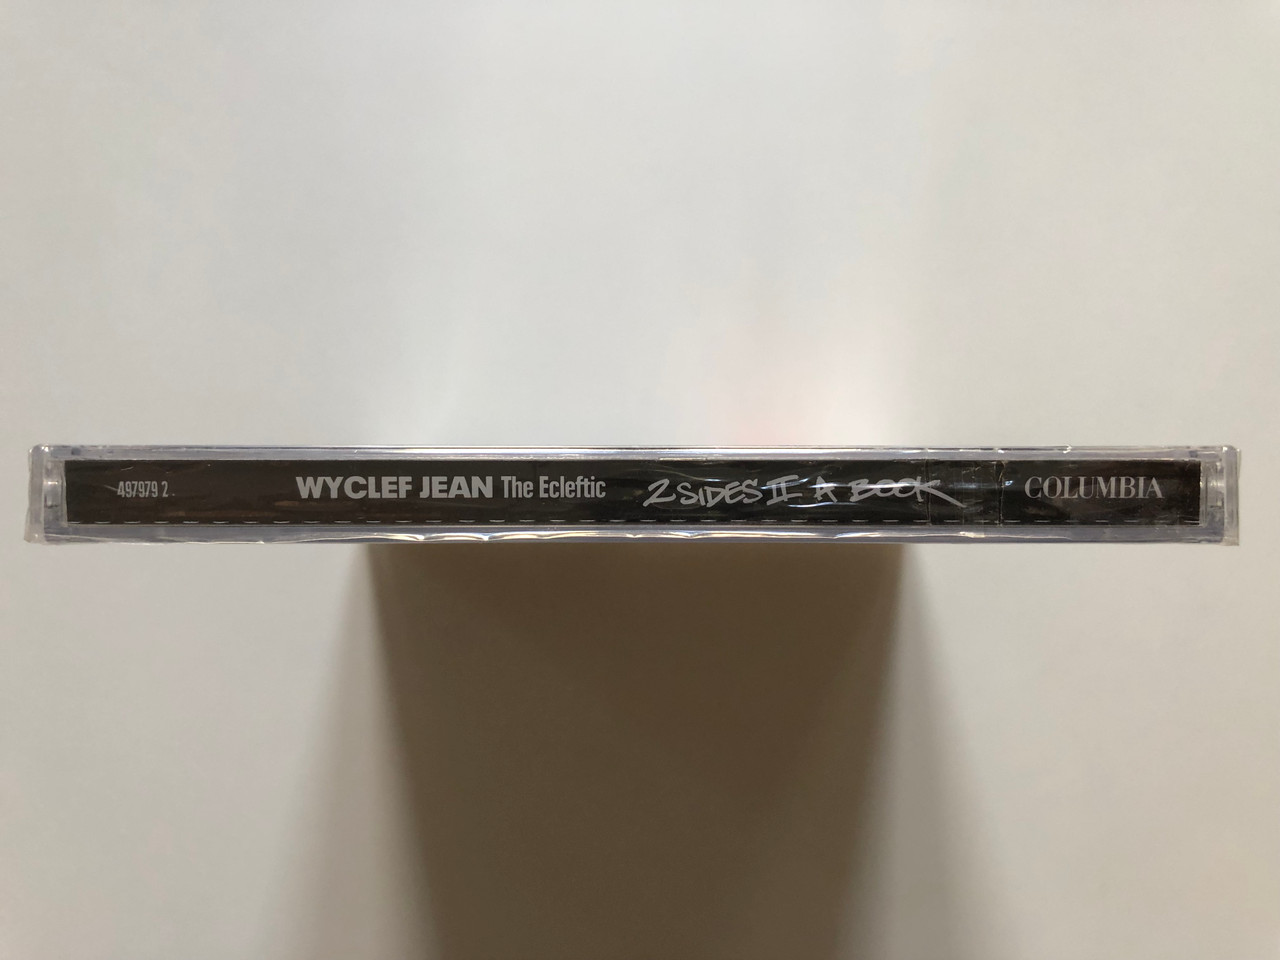 497979 2 WYCLEF JEAN The Ecleftic 2 SIDES II A BOOK COLUMBIA